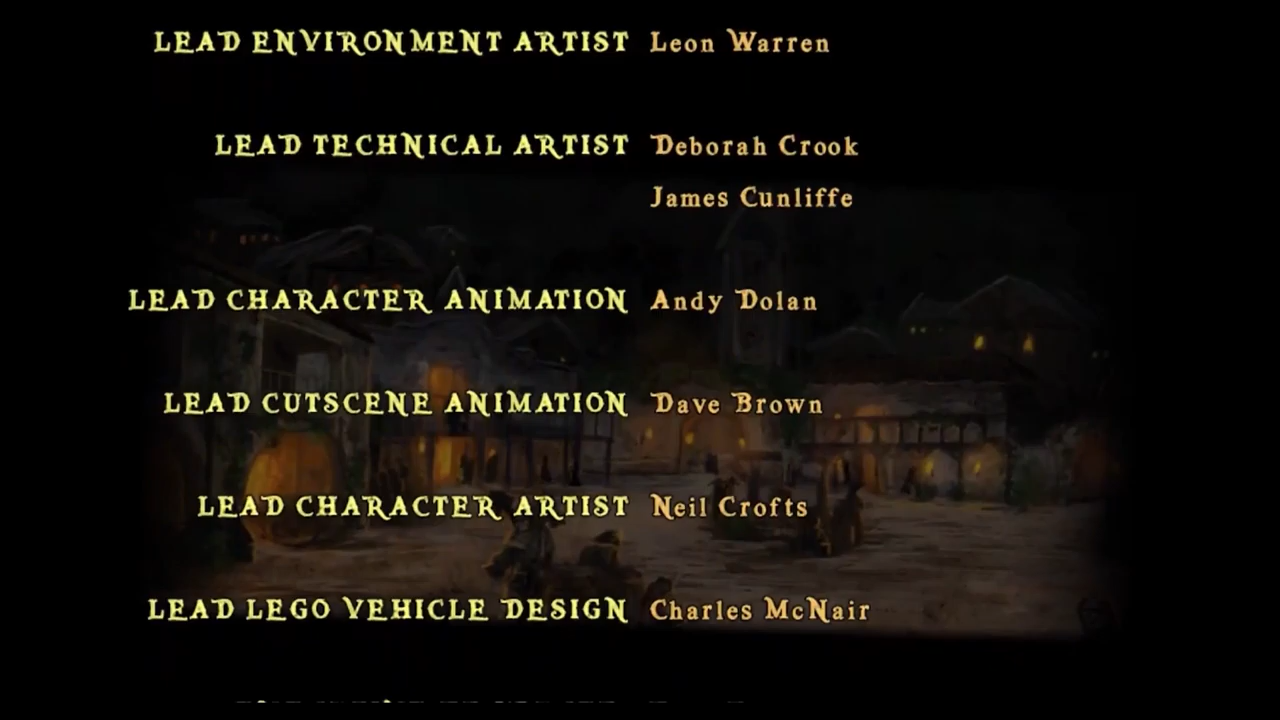 LEAD ENVIRONMENT ARTIST Leon Warren
LEAD TECHNICAL ARTIST Deborah Crook
James Cunliffe
LEAD CHARACTER ANIMATION Andy Dolan
LEAD CUTSCENE ANIMATION Dave Brown
LEAD CHARACTER ARTIST Neil Crofts
LEAD LEGO VEHICLE DESIGN Charles McNair